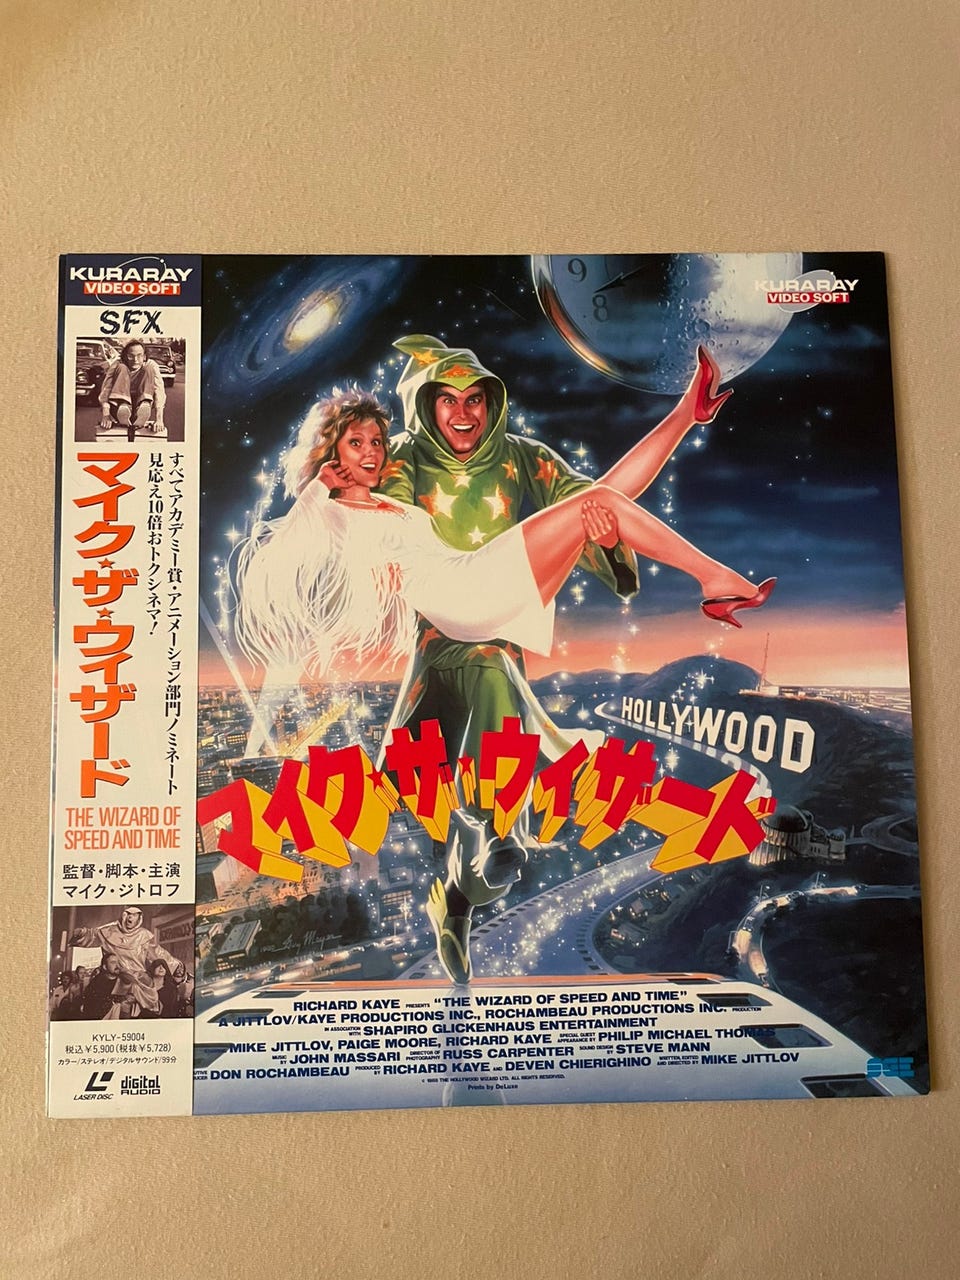 KURARAY
VIDEO SOFT
SFX
すべてアカデミー賞・アニメーション部門ノミネート
見応え10倍おトクシネマ!
マイク★ザ★ウィザード
THE WIZARD OF
SPEED AND TIME
監督・脚本・主演
マイク・ジトロフ
KYLY-59004
税込¥5,900(税抜¥5,728)
カラー/ステレオ/デジタルサウンド/99分
LASER DISC
digital
AUDIO
9
8
KURARAY
VIDEO SOFT
HOLLYWOOD
マイク★ザ★ウィザード
RICHARD KAYE PRESENTS "THE WIZARD OF SPEED AND TIME"
A JITTLOV/KAYE PRODUCTIONS INC., ROCHAMBEAU PRODUCTIONS INC. PRODUCTION
IN ASSOCIATION WITH SHAPIRO GLICKENHAUS ENTERTAINMENT
MIKE JITTLOV, PAIGE MOORE, RICHARD KAYE SPECIAL GUEST APPEARANCE BY PHILIP MICHAEL THOMAS
MUSIC BY JOHN MASSARI DIRECTOR OF PHOTOGRAPHY RUSS CARPENTER SOUND DESIGN BY STEVE MANN
DON ROCHAMBEAU PRODUCED BY RICHARD KAYE AND DEVEN CHIERIGHINO WRITTEN, EDITED AND DIRECTED BY MIKE JITTLOV
© 1988 THE HOLLYWOOD WIZARD LTD. ALL RIGHTS RESERVED.
Prints by DeLuxe